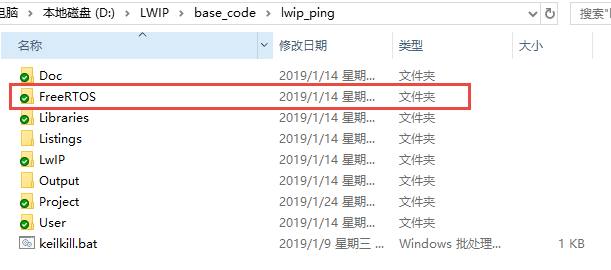 电脑 > 本地磁盘 (D:) > LWIP > base_code > lwip_ping
搜索"l
名称 修改日期 类型 大小
Doc 2019/1/14 星期... 文件夹
FreeRTOS 2019/1/14 星期... 文件夹
Libraries 2019/1/14 星期... 文件夹
Listings 2019/1/14 星期... 文件夹
LwIP 2019/1/14 星期... 文件夹
Output 2019/1/14 星期... 文件夹
Project 2019/1/24 星期... 文件夹
User 2019/1/14 星期... 文件夹
keilkill.bat 2019/1/9 星期三 ... Windows 批处理... 1 KB